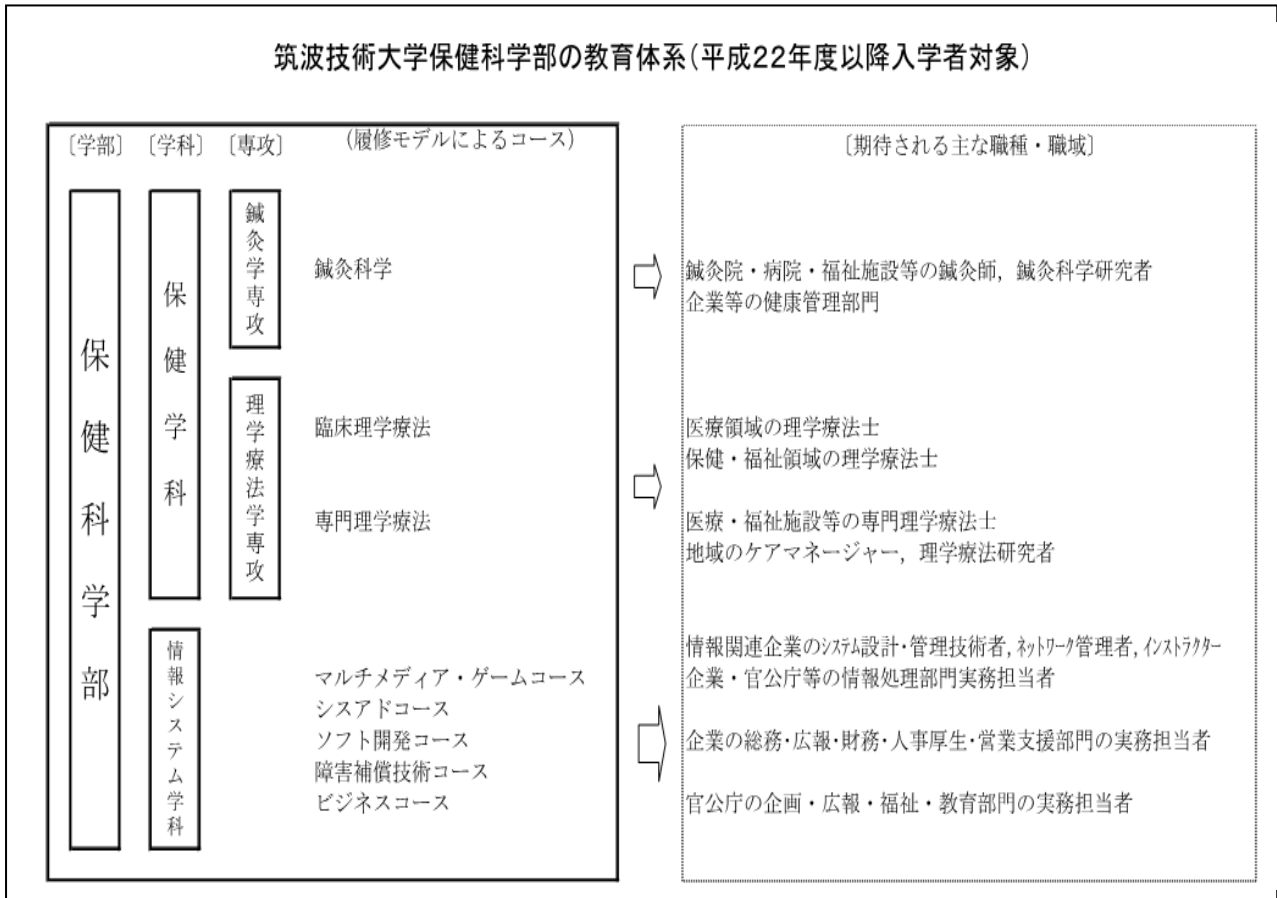 筑波技術大学保健科学部の教育体系(平成22年度以降入学者対象)
〔学部〕 〔学科〕 〔専攻〕 (履修モデルによるコース)
保健科学部
保健学科
鍼灸学専攻
鍼灸科学
理学療法学専攻
臨床理学療法
専門理学療法
情報システム学科
マルチメディア・ゲームコース
シスアドコース
ソフト開発コース
障害補償技術コース
ビジネスコース
〔期待される主な職種・職域〕
鍼灸院・病院・福祉施設等の鍼灸師，鍼灸科学研究者
企業等の健康管理部門
医療領域の理学療法士
保健・福祉領域の理学療法士
医療・福祉施設等の専門理学療法士
地域のケアマネージャー，理学療法研究者
情報関連企業のシステム設計・管理技術者,ネットワーク管理者,インストラクター
企業・官公庁等の情報処理部門実務担当者
企業の総務・広報・財務・人事厚生・営業支援部門の実務担当者
官公庁の企画・広報・福祉・教育部門の実務担当者